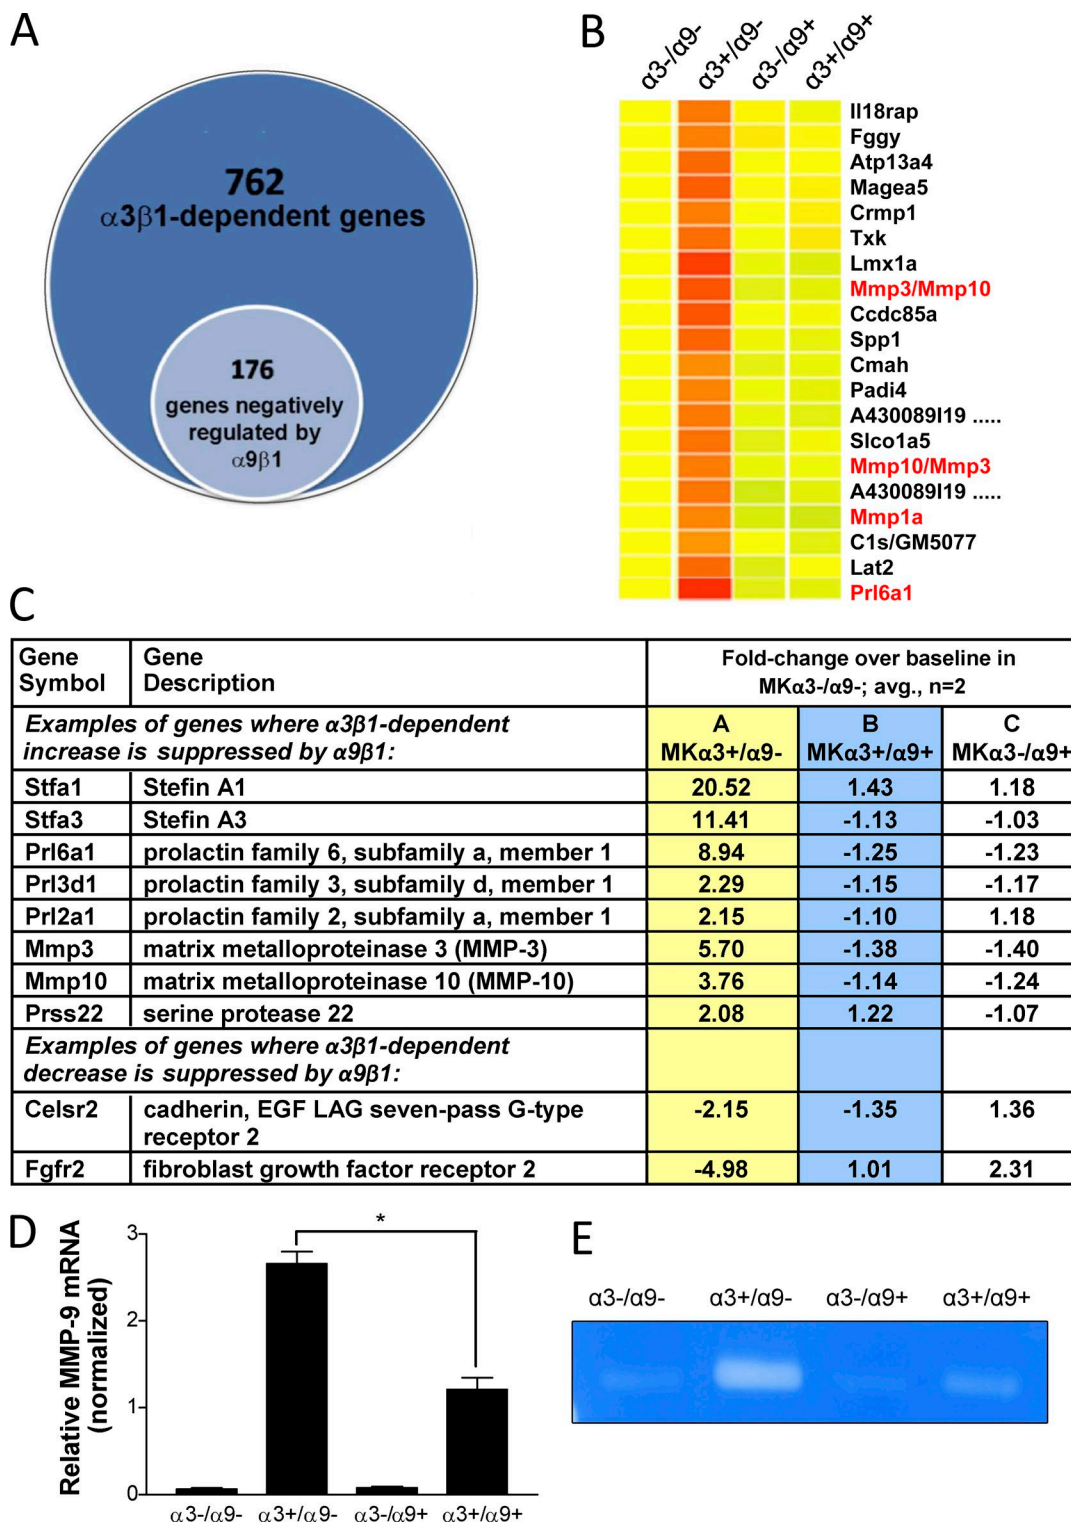 A
762
α3β1-dependent genes
176
genes negatively
regulated by
α9β1
B
α3-/α9-
α3+/α9-
α3-/α9+
α3+/α9+
Il18rap
Fggy
Atp13a4
Magea5
Crmp1
Txk
Lmx1a
Mmp3/Mmp10
Ccdc85a
Spp1
Cmah
Padi4
A430089I19 .....
Slco1a5
Mmp10/Mmp3
A430089I19 .....
Mmp1a
C1s/GM5077
Lat2
Prl6a1
C
Gene Symbol | Gene Description | Fold-change over baseline in MKα3-/α9-; avg., n=2
Examples of genes where α3β1-dependent increase is suppressed by α9β1: | A MKα3+/α9- | B MKα3+/α9+ | C MKα3-/α9+
Stfa1 | Stefin A1 | 20.52 | 1.43 | 1.18
Stfa3 | Stefin A3 | 11.41 | -1.13 | -1.03
Prl6a1 | prolactin family 6, subfamily a, member 1 | 8.94 | -1.25 | -1.23
Prl3d1 | prolactin family 3, subfamily d, member 1 | 2.29 | -1.15 | -1.17
Prl2a1 | prolactin family 2, subfamily a, member 1 | 2.15 | -1.10 | 1.18
Mmp3 | matrix metalloproteinase 3 (MMP-3) | 5.70 | -1.38 | -1.40
Mmp10 | matrix metalloproteinase 10 (MMP-10) | 3.76 | -1.14 | -1.24
Prss22 | serine protease 22 | 2.08 | 1.22 | -1.07
Examples of genes where α3β1-dependent decrease is suppressed by α9β1:
Celsr2 | cadherin, EGF LAG seven-pass G-type receptor 2 | -2.15 | -1.35 | 1.36
Fgfr2 | fibroblast growth factor receptor 2 | -4.98 | 1.01 | 2.31
D
Relative MMP-9 mRNA
(normalized)
3
2
1
0
*
α3-/α9- α3+/α9- α3-/α9+ α3+/α9+
E
α3-/α9- α3+/α9- α3-/α9+ α3+/α9+